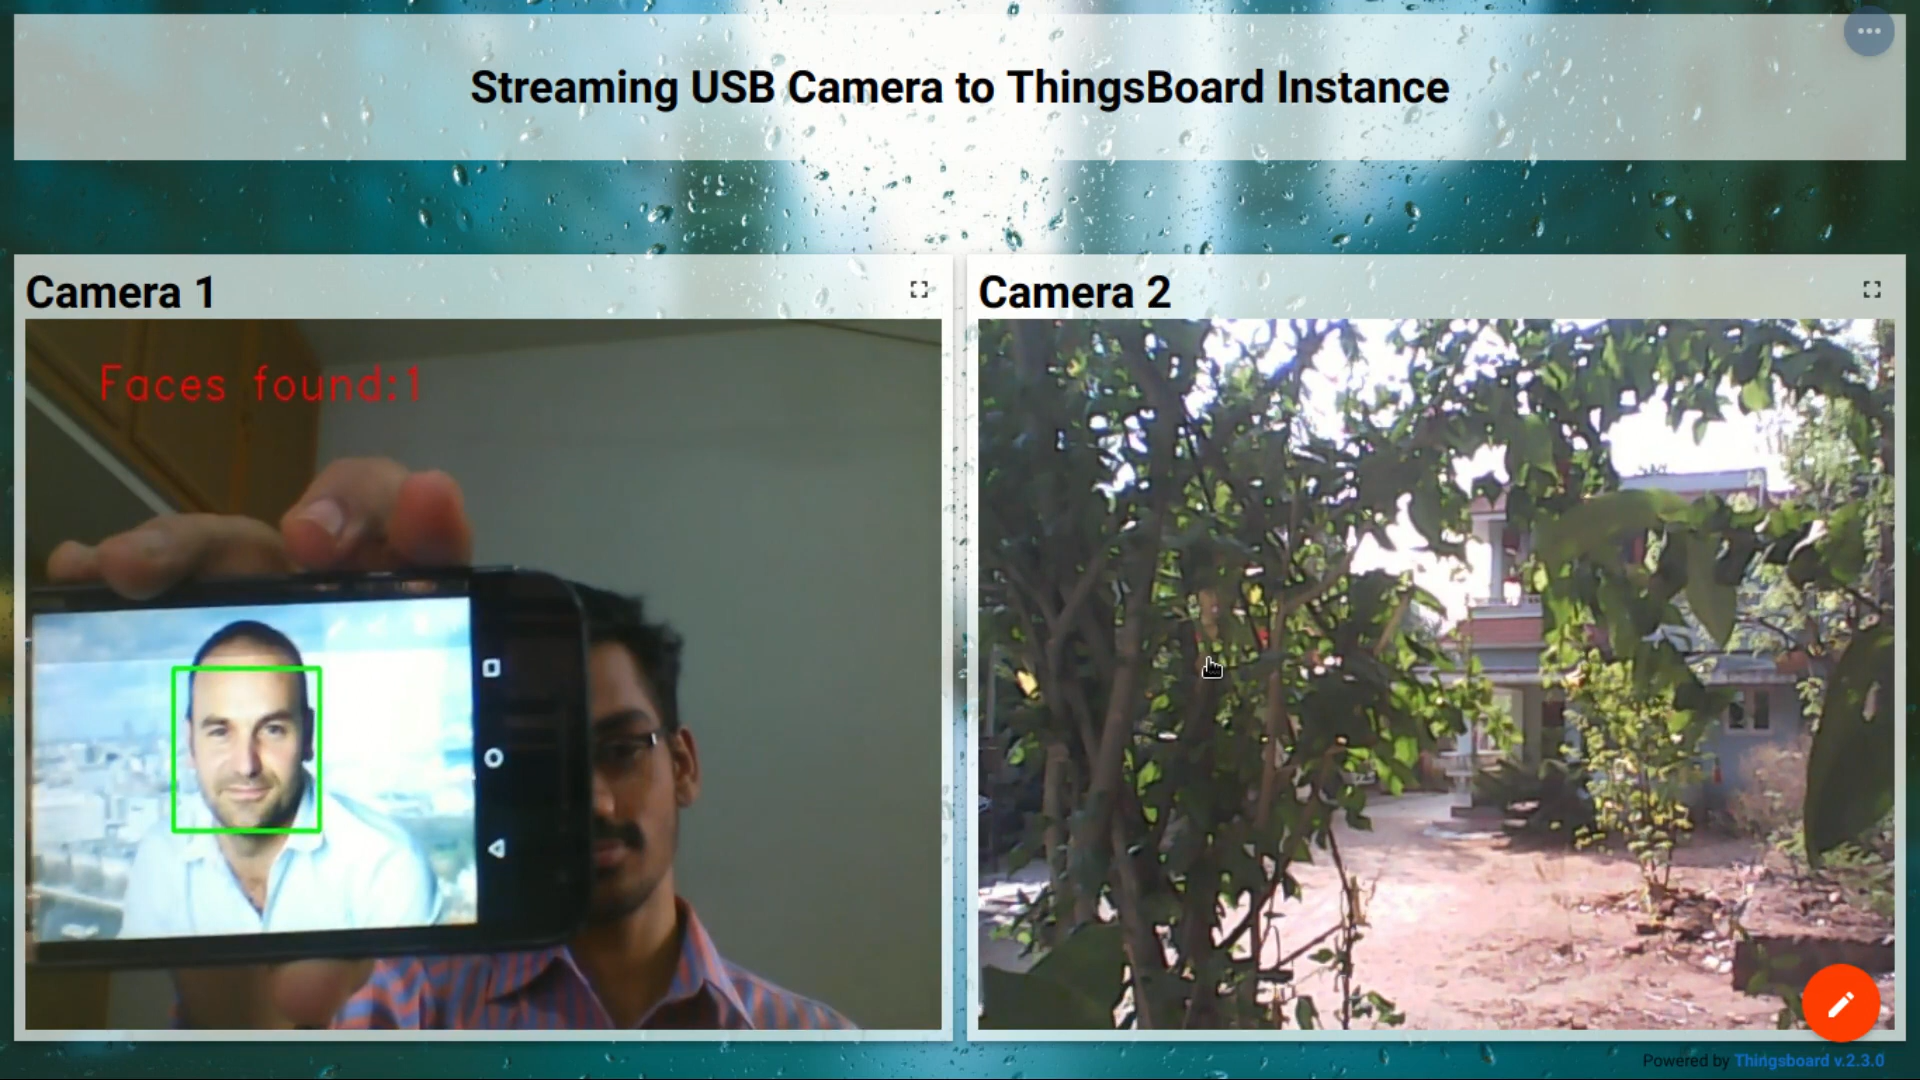 Streaming USB Camera to ThingsBoard Instance
Camera 1
Camera 2
Faces found:1
Powered by Thingsboard v.2.3.0